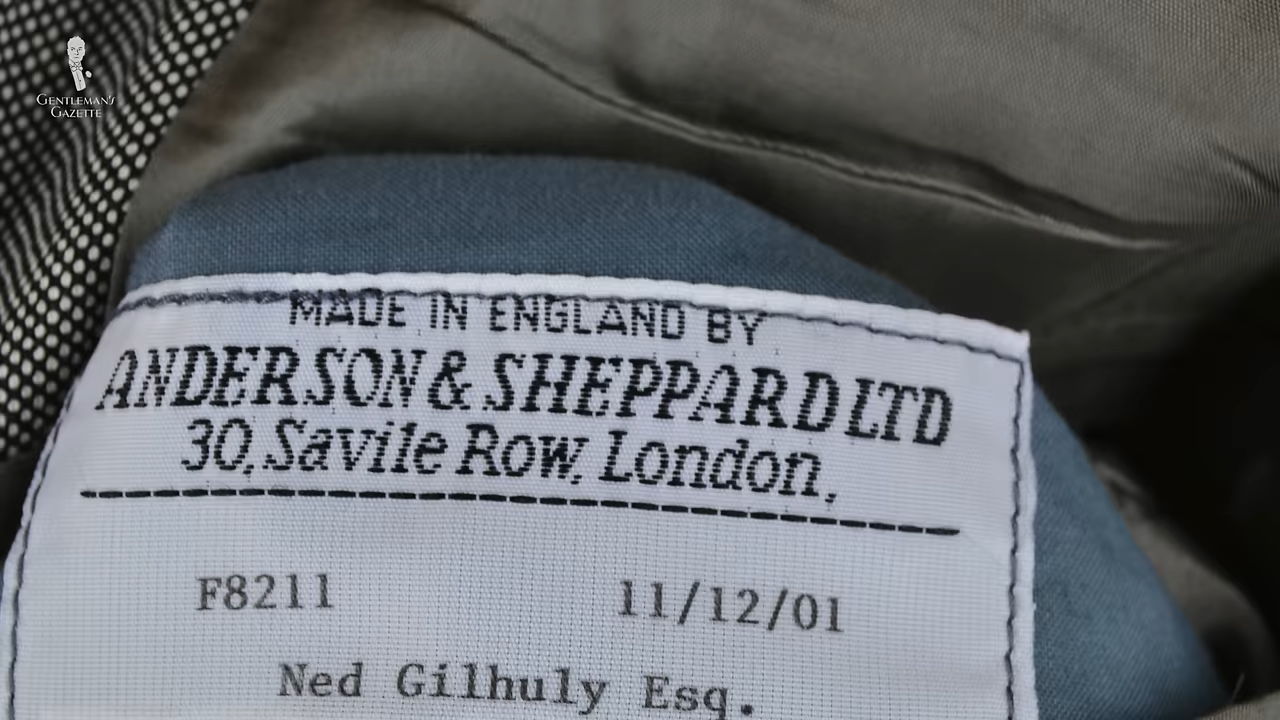 GENTLEMAN'S
GAZETTE
MADE IN ENGLAND BY
ANDERSON & SHEPPARD LTD
30, Savile Row, London,
F8211 11/12/01
Ned Gilhuly Esq.